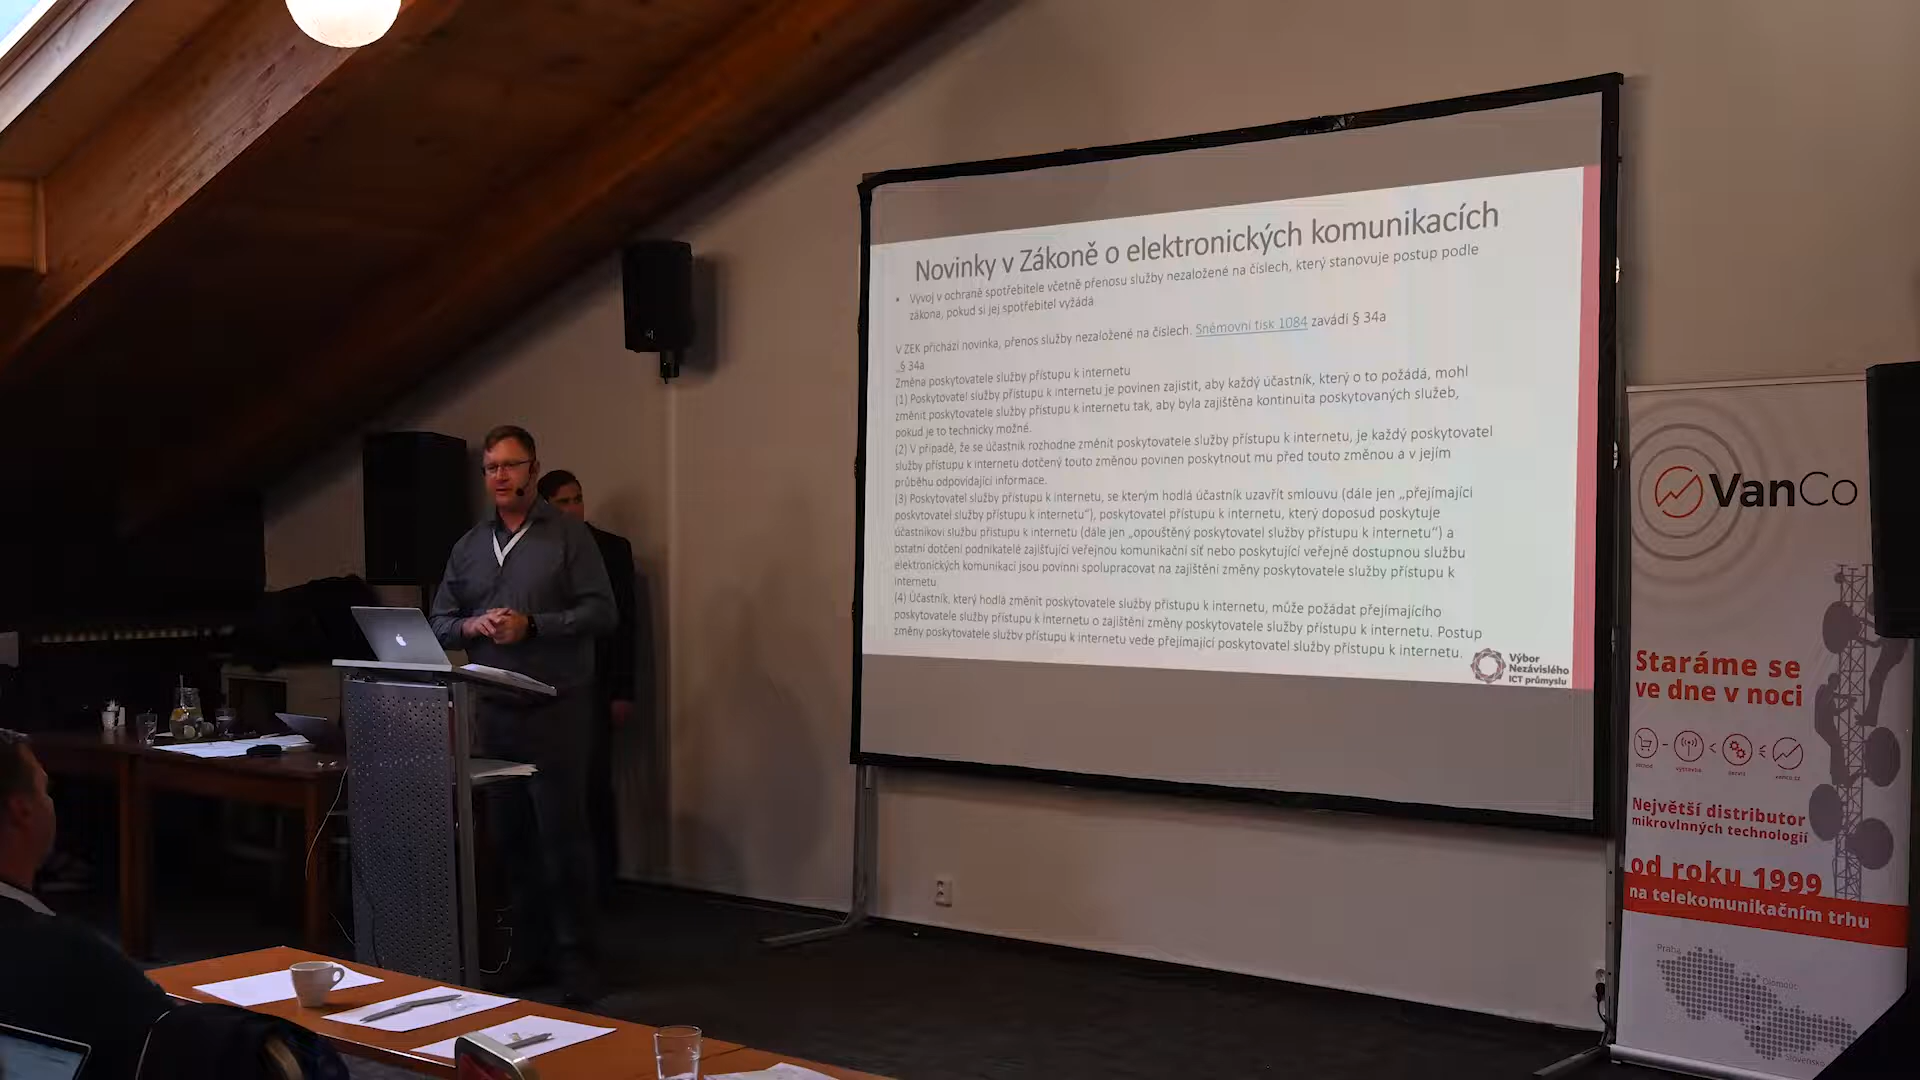 Novinky v Zákoně o elektronických komunikacích
• Vývoj v ochraně spotřebitele včetně přenosu služby nezaložené na číslech, který stanovuje postup podle
zákona, pokud si jej spotřebitel vyžádá
V ZEK přichází novinka, přenos služby nezaložené na číslech. Sněmovní tisk 1084 zavádí § 34a
„§ 34a
Změna poskytovatele služby přístupu k internetu
(1) Poskytovatel služby přístupu k internetu je povinen zajistit, aby každý účastník, který o to požádá, mohl
změnit poskytovatele služby přístupu k internetu tak, aby byla zajištěna kontinuita poskytovaných služeb,
pokud je to technicky možné.
(2) V případě, že se účastník rozhodne změnit poskytovatele služby přístupu k internetu, je každý poskytovatel
služby přístupu k internetu dotčený touto změnou povinen poskytnout mu před touto změnou a v jejím
průběhu odpovídající informace.
(3) Poskytovatel služby přístupu k internetu, se kterým hodlá účastník uzavřít smlouvu (dále jen „přejímající
poskytovatel služby přístupu k internetu“), poskytovatel přístupu k internetu, který doposud poskytuje
účastníkovi službu přístupu k internetu (dále jen „opouštěný poskytovatel služby přístupu k internetu“) a
ostatní dotčení podnikatelé zajišťující veřejnou komunikační síť nebo poskytující veřejně dostupnou službu
elektronických komunikací jsou povinni spolupracovat na zajištění změny poskytovatele služby přístupu k
internetu.
(4) Účastník, který hodlá změnit poskytovatele služby přístupu k internetu, může požádat přejímajícího
poskytovatele služby přístupu k internetu o zajištění změny poskytovatele služby přístupu k internetu. Postup
změny poskytovatele služby přístupu k internetu vede přejímající poskytovatel služby přístupu k internetu.
Výbor
Nezávislého
ICT průmyslu
VanCo
Staráme se
ve dne v noci
Největší distributor
mikrovlnných technologií
od roku 1999
na telekomunikačním trhu
Praha
Olomouc
Slovensko